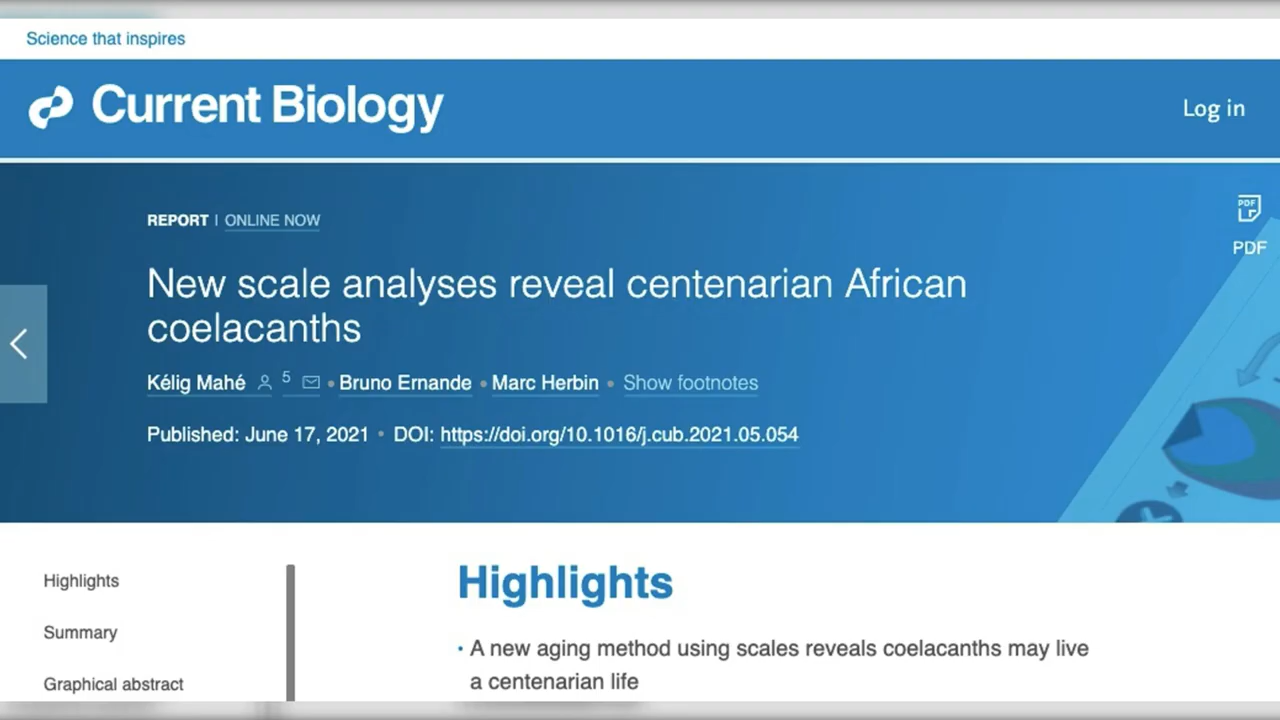 Science that inspires
Current Biology
Log in
REPORT | ONLINE NOW
PDF
PDF
New scale analyses reveal centenarian African
coelacanths
Kélig Mahé 5 • Bruno Ernande • Marc Herbin • Show footnotes
Published: June 17, 2021 • DOI: https://doi.org/10.1016/j.cub.2021.05.054
Highlights
Summary
Graphical abstract
Highlights
• A new aging method using scales reveals coelacanths may live
a centenarian life